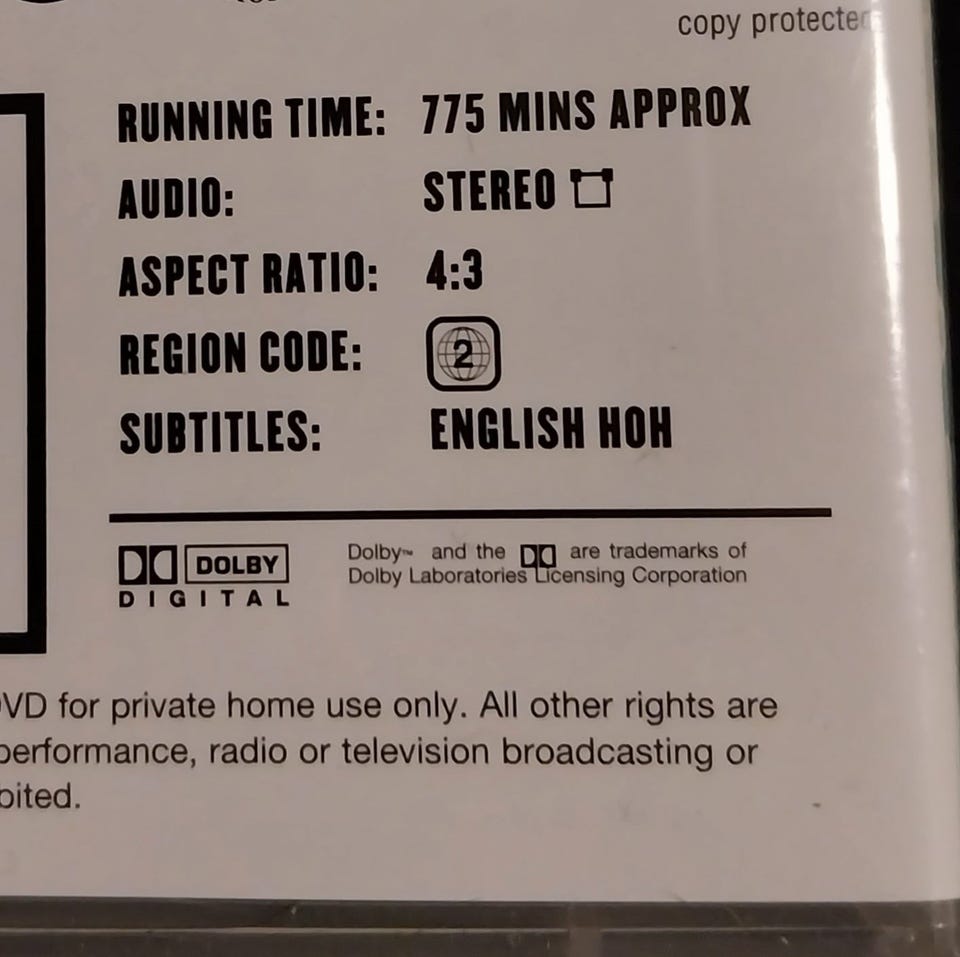 copy protected
RUNNING TIME: 775 MINS APPROX
AUDIO: STEREO
ASPECT RATIO: 4:3
REGION CODE: 2
SUBTITLES: ENGLISH HOH
DOLBY
DIGITAL
Dolby™ and the are trademarks of
Dolby Laboratories Licensing Corporation
VD for private home use only. All other rights are
performance, radio or television broadcasting or
bited.